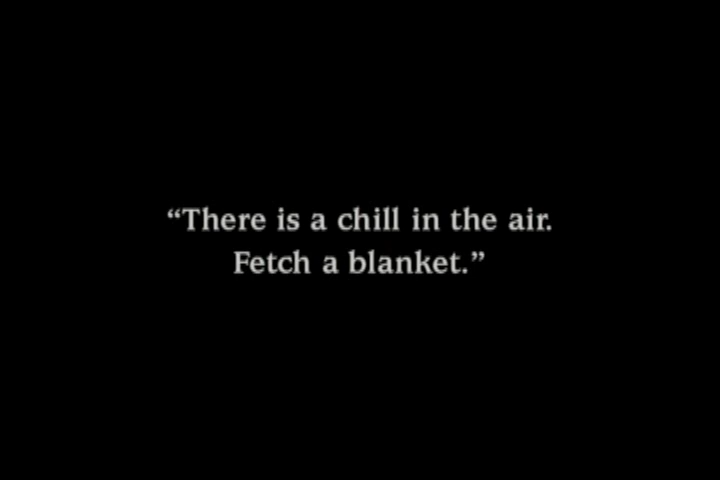 “There is a chill in the air.
Fetch a blanket.”